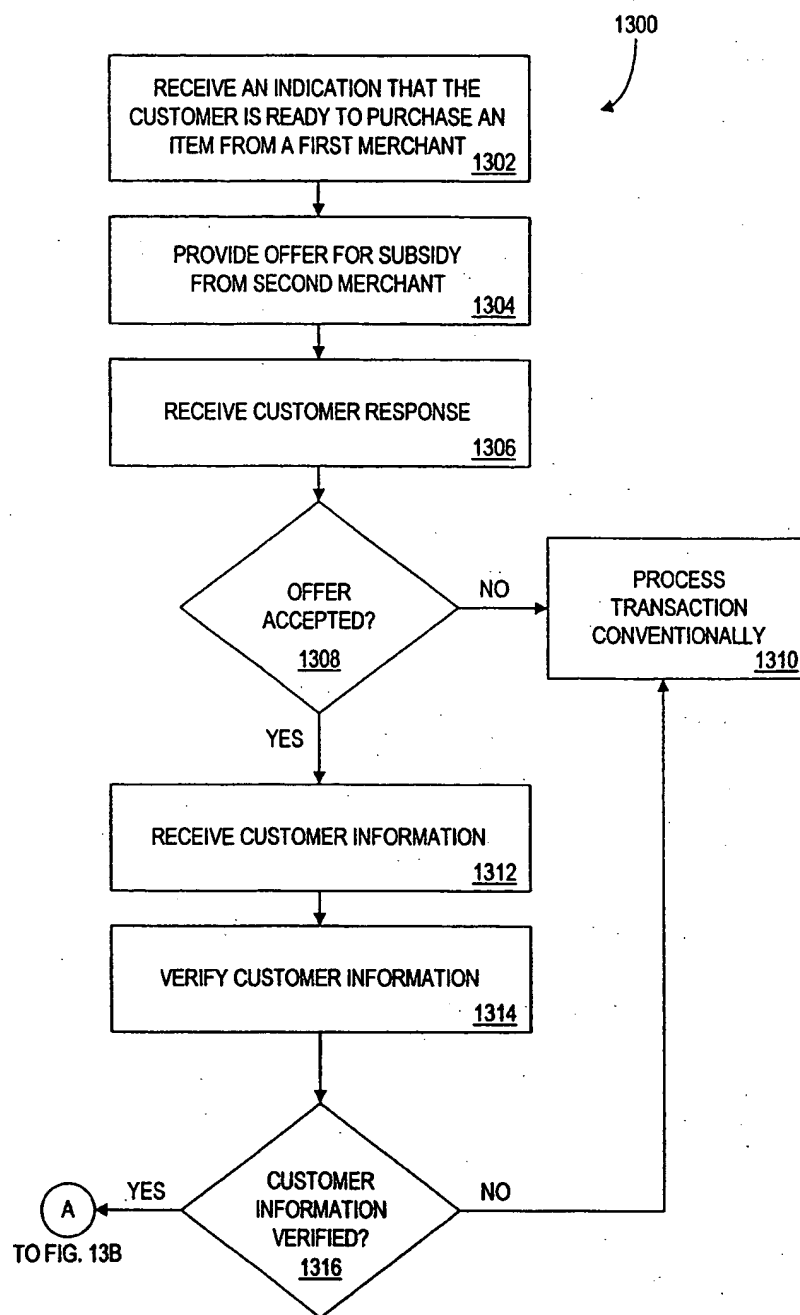 1300
RECEIVE AN INDICATION THAT THE
CUSTOMER IS READY TO PURCHASE AN
ITEM FROM A FIRST MERCHANT
1302
PROVIDE OFFER FOR SUBSIDY
FROM SECOND MERCHANT
1304
RECEIVE CUSTOMER RESPONSE
1306
OFFER
ACCEPTED?
1308
NO
PROCESS
TRANSACTION
CONVENTIONALLY
1310
YES
RECEIVE CUSTOMER INFORMATION
1312
VERIFY CUSTOMER INFORMATION
1314
CUSTOMER
INFORMATION
VERIFIED?
1316
NO
YES
A
TO FIG. 13B